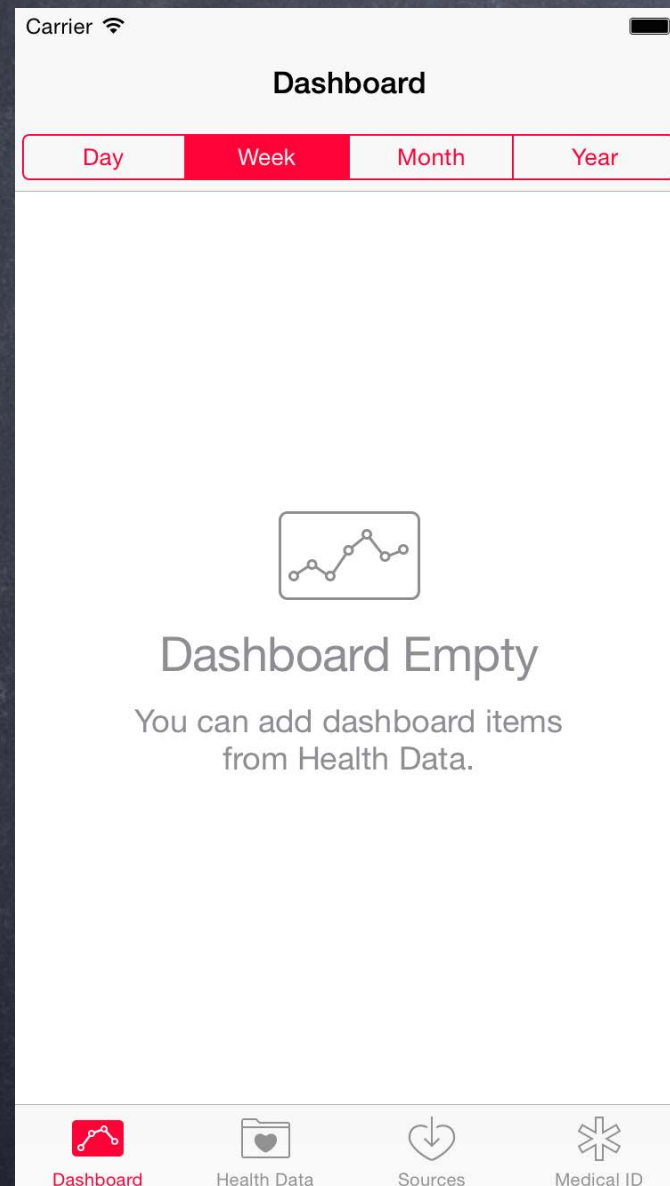 Carrier
Dashboard
Day Week Month Year
Dashboard Empty
You can add dashboard items
from Health Data.
Dashboard Health Data Sources Medical ID